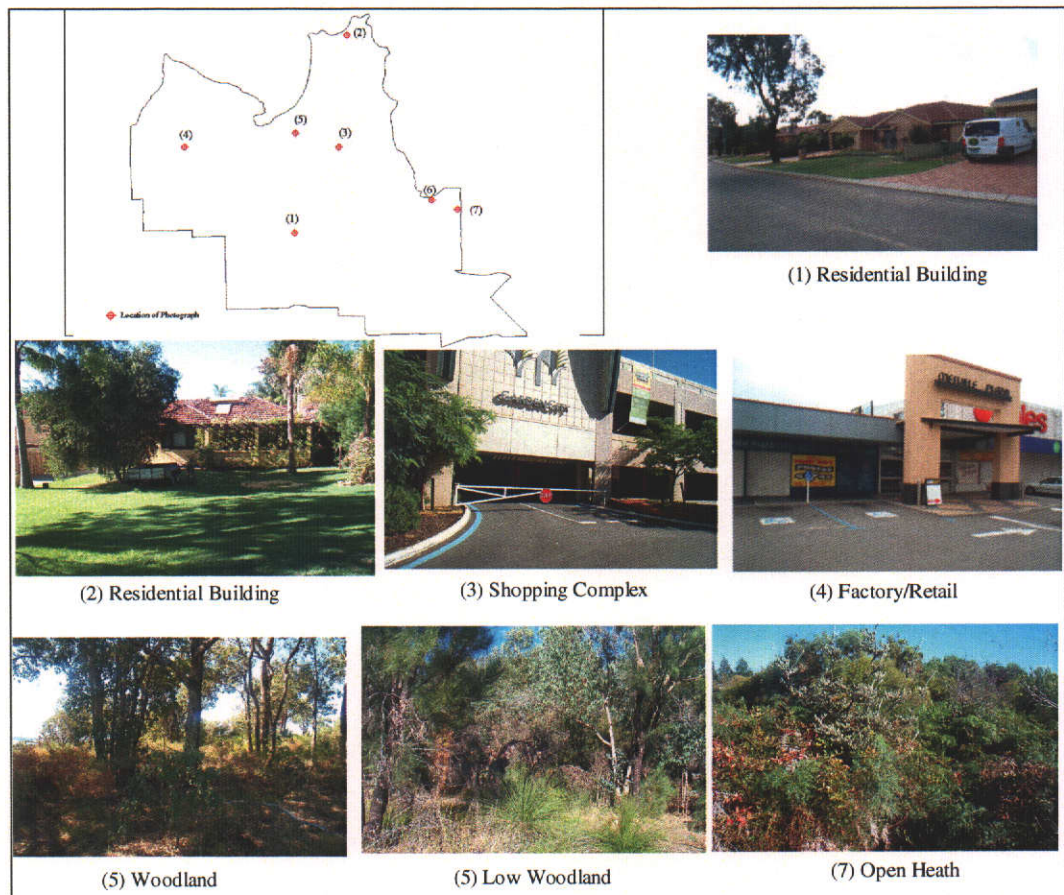 (2)
(5)
(4)
(3)
(6)
(7)
(1)
Location of Photograph
(1) Residential Building
(2) Residential Building
(3) Shopping Complex
(4) Factory/Retail
(5) Woodland
(5) Low Woodland
(7) Open Heath